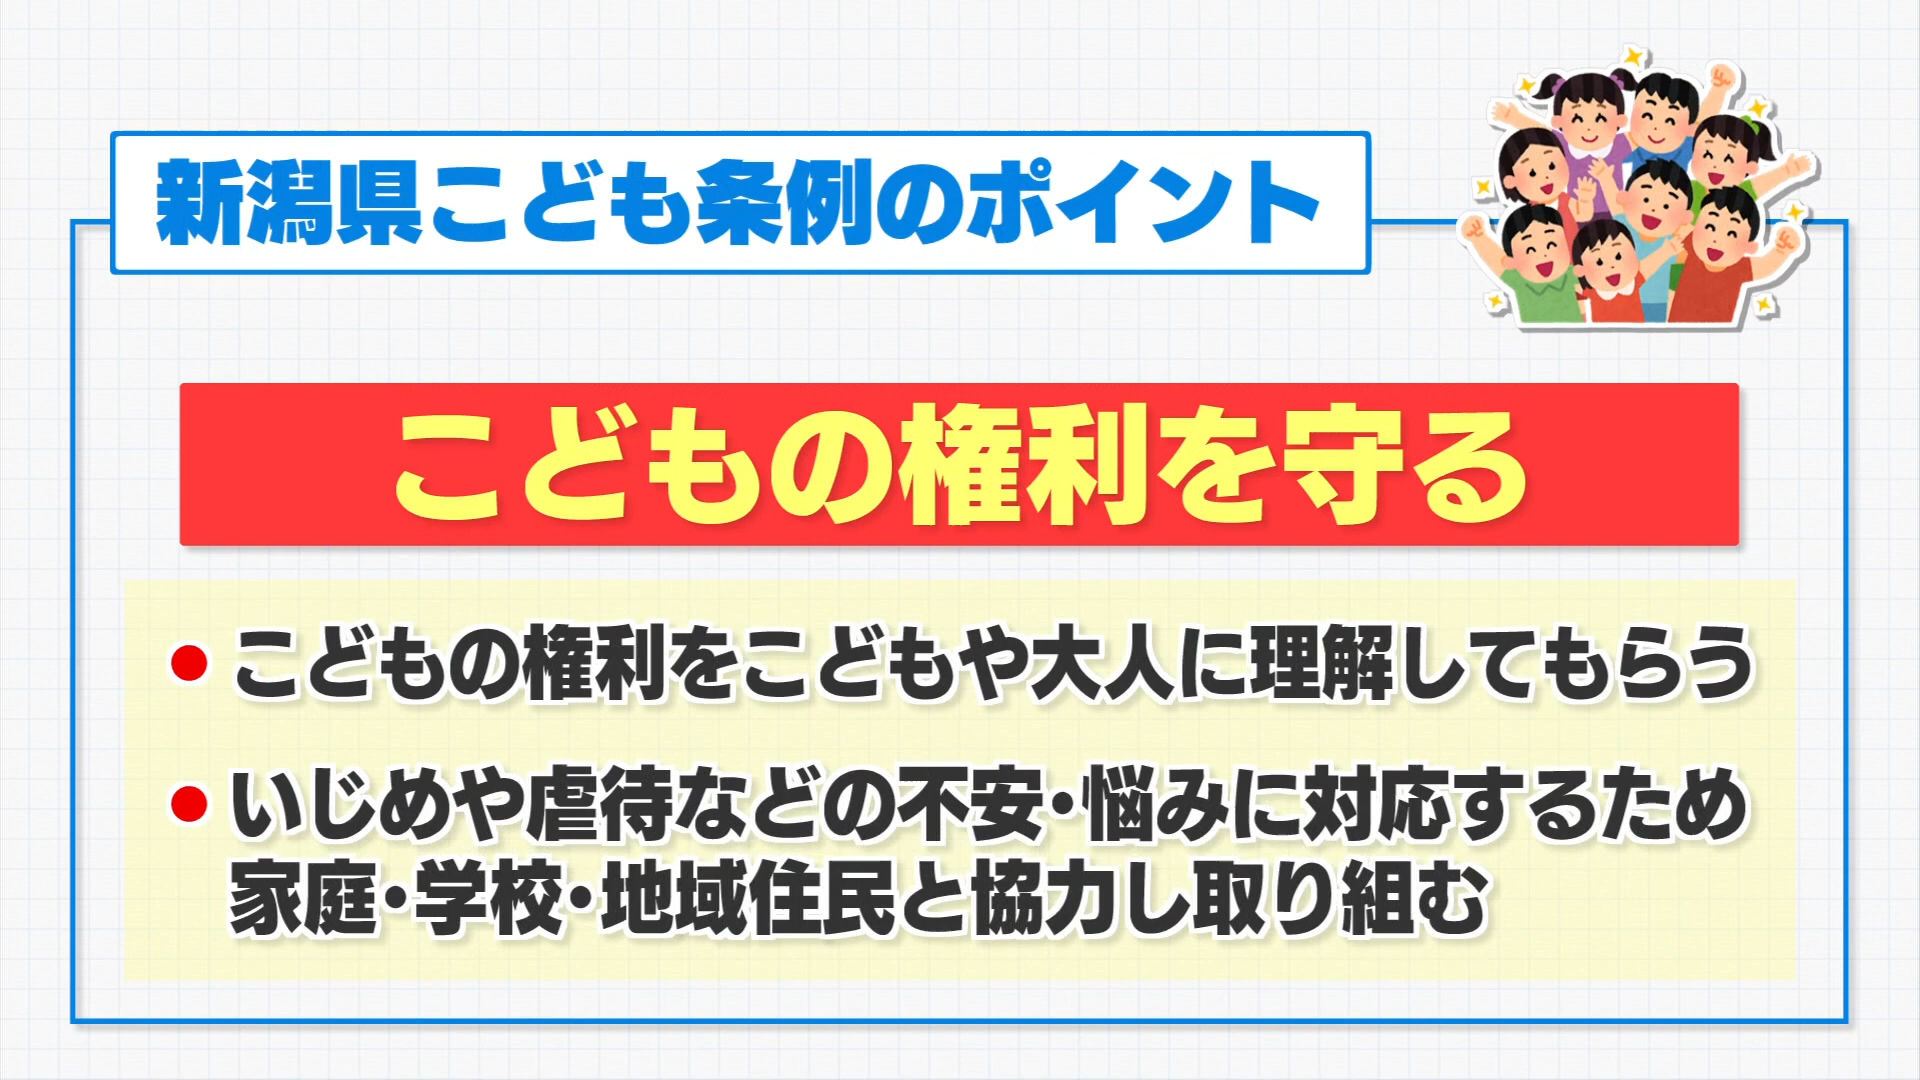 新潟県こども条例のポイント
こどもの権利を守る
● こどもの権利をこどもや大人に理解してもらう
● いじめや虐待などの不安・悩みに対応するため
家庭・学校・地域住民と協力し取り組む